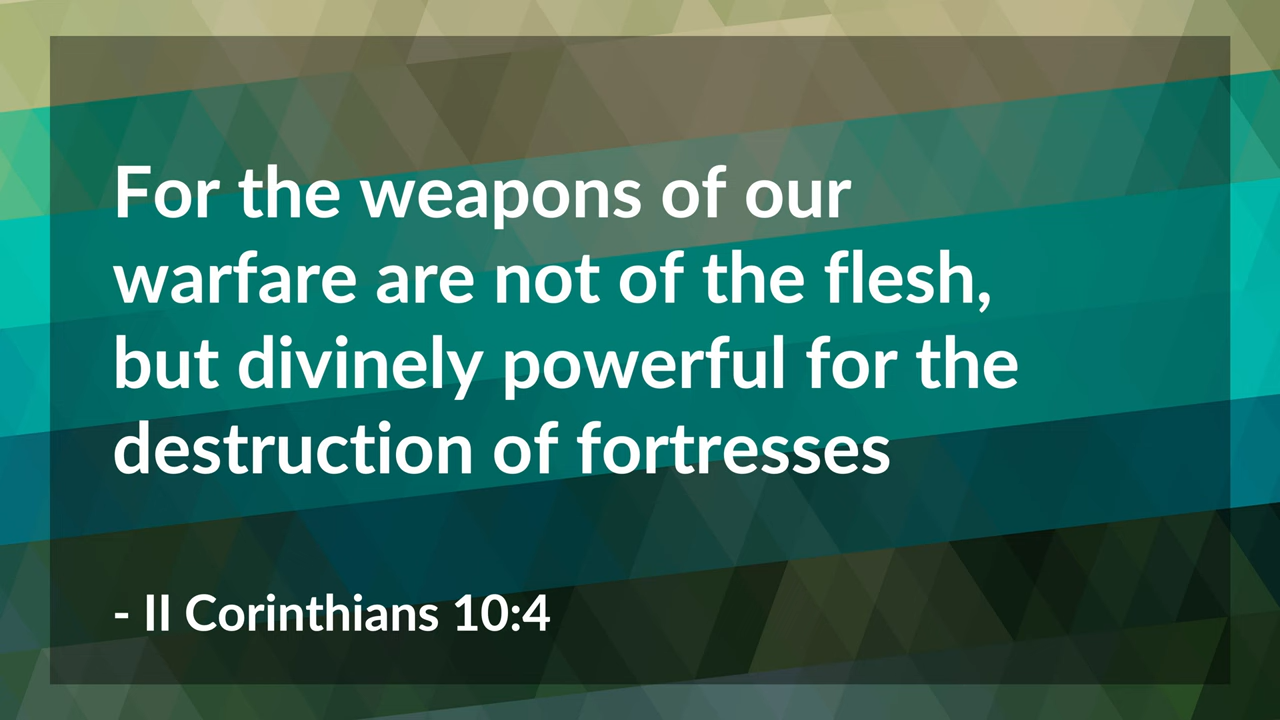 For the weapons of our
warfare are not of the flesh,
but divinely powerful for the
destruction of fortresses
- II Corinthians 10:4